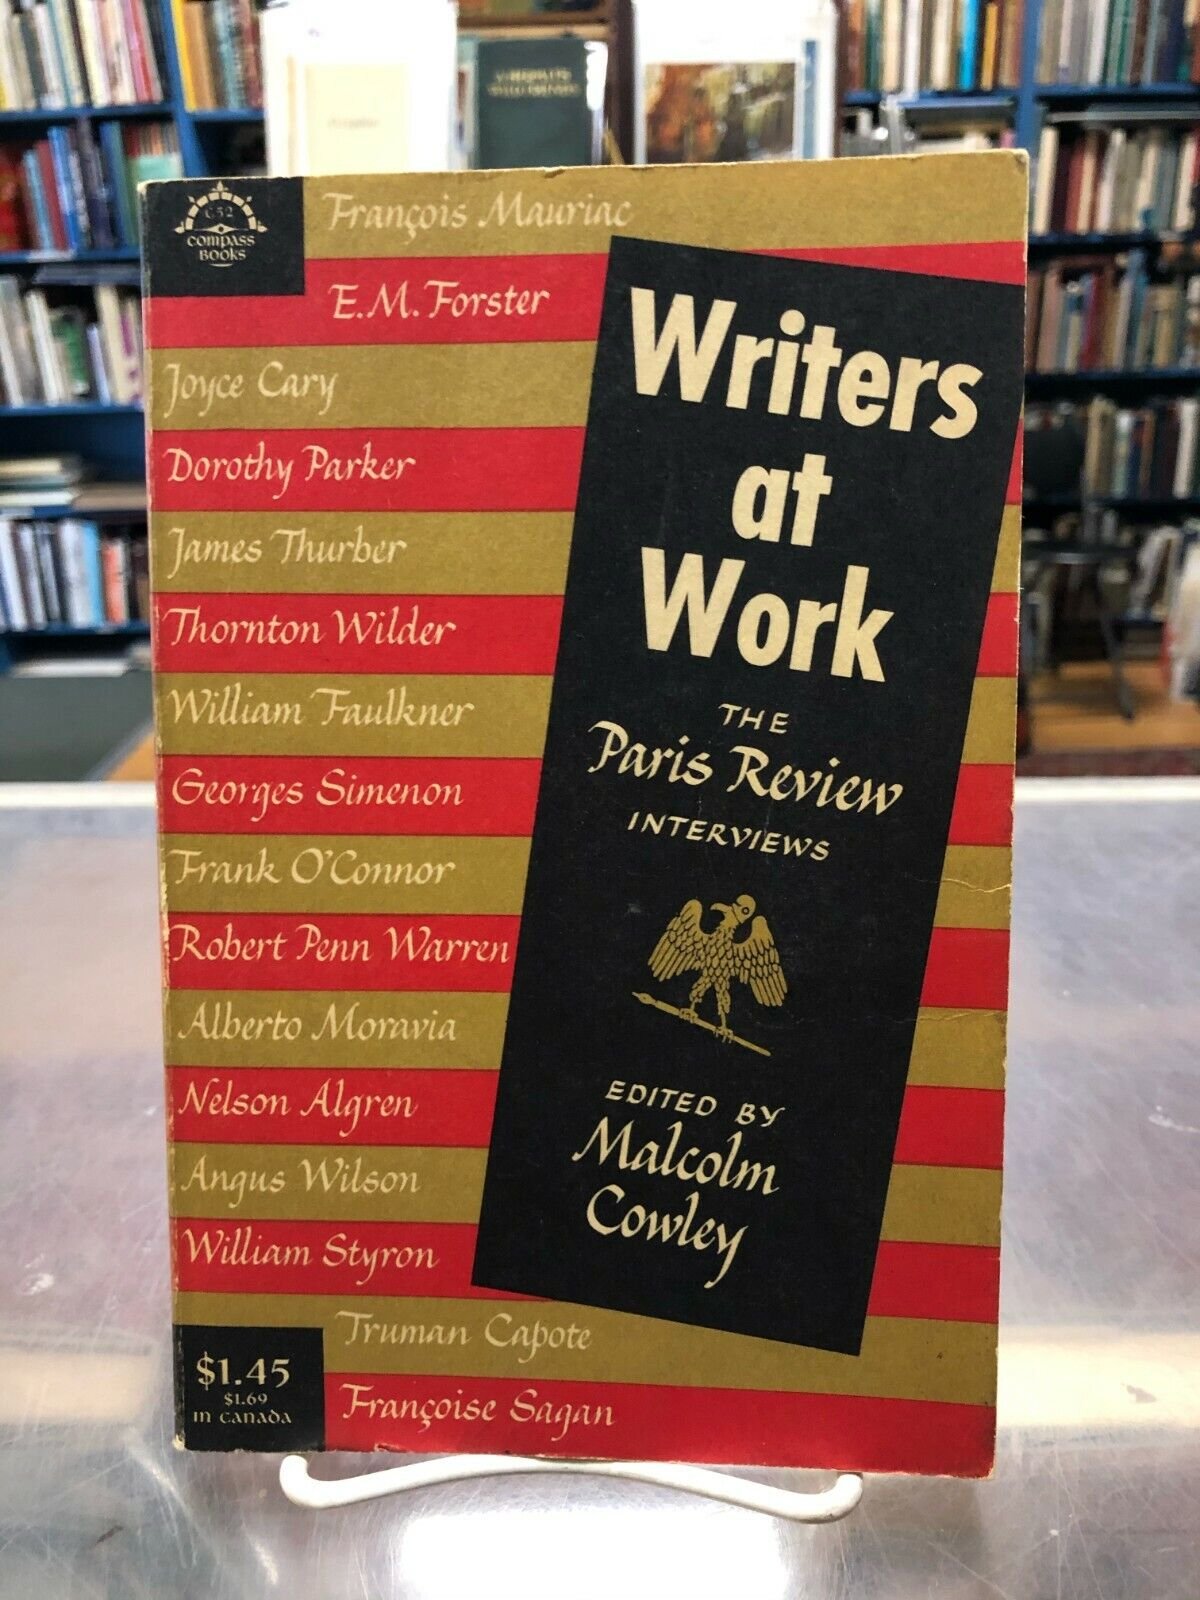 C52
COMPASS
BOOKS
François Mauriac
E.M. Forster
Joyce Cary
Dorothy Parker
James Thurber
Thornton Wilder
William Faulkner
Georges Simenon
Frank O'Connor
Robert Penn Warren
Alberto Moravia
Nelson Algren
Angus Wilson
William Styron
Truman Capote
Françoise Sagan
Writers
at
Work
THE
Paris Review
INTERVIEWS
EDITED BY
Malcolm
Cowley
$1.45
$1.69
IN CANADA